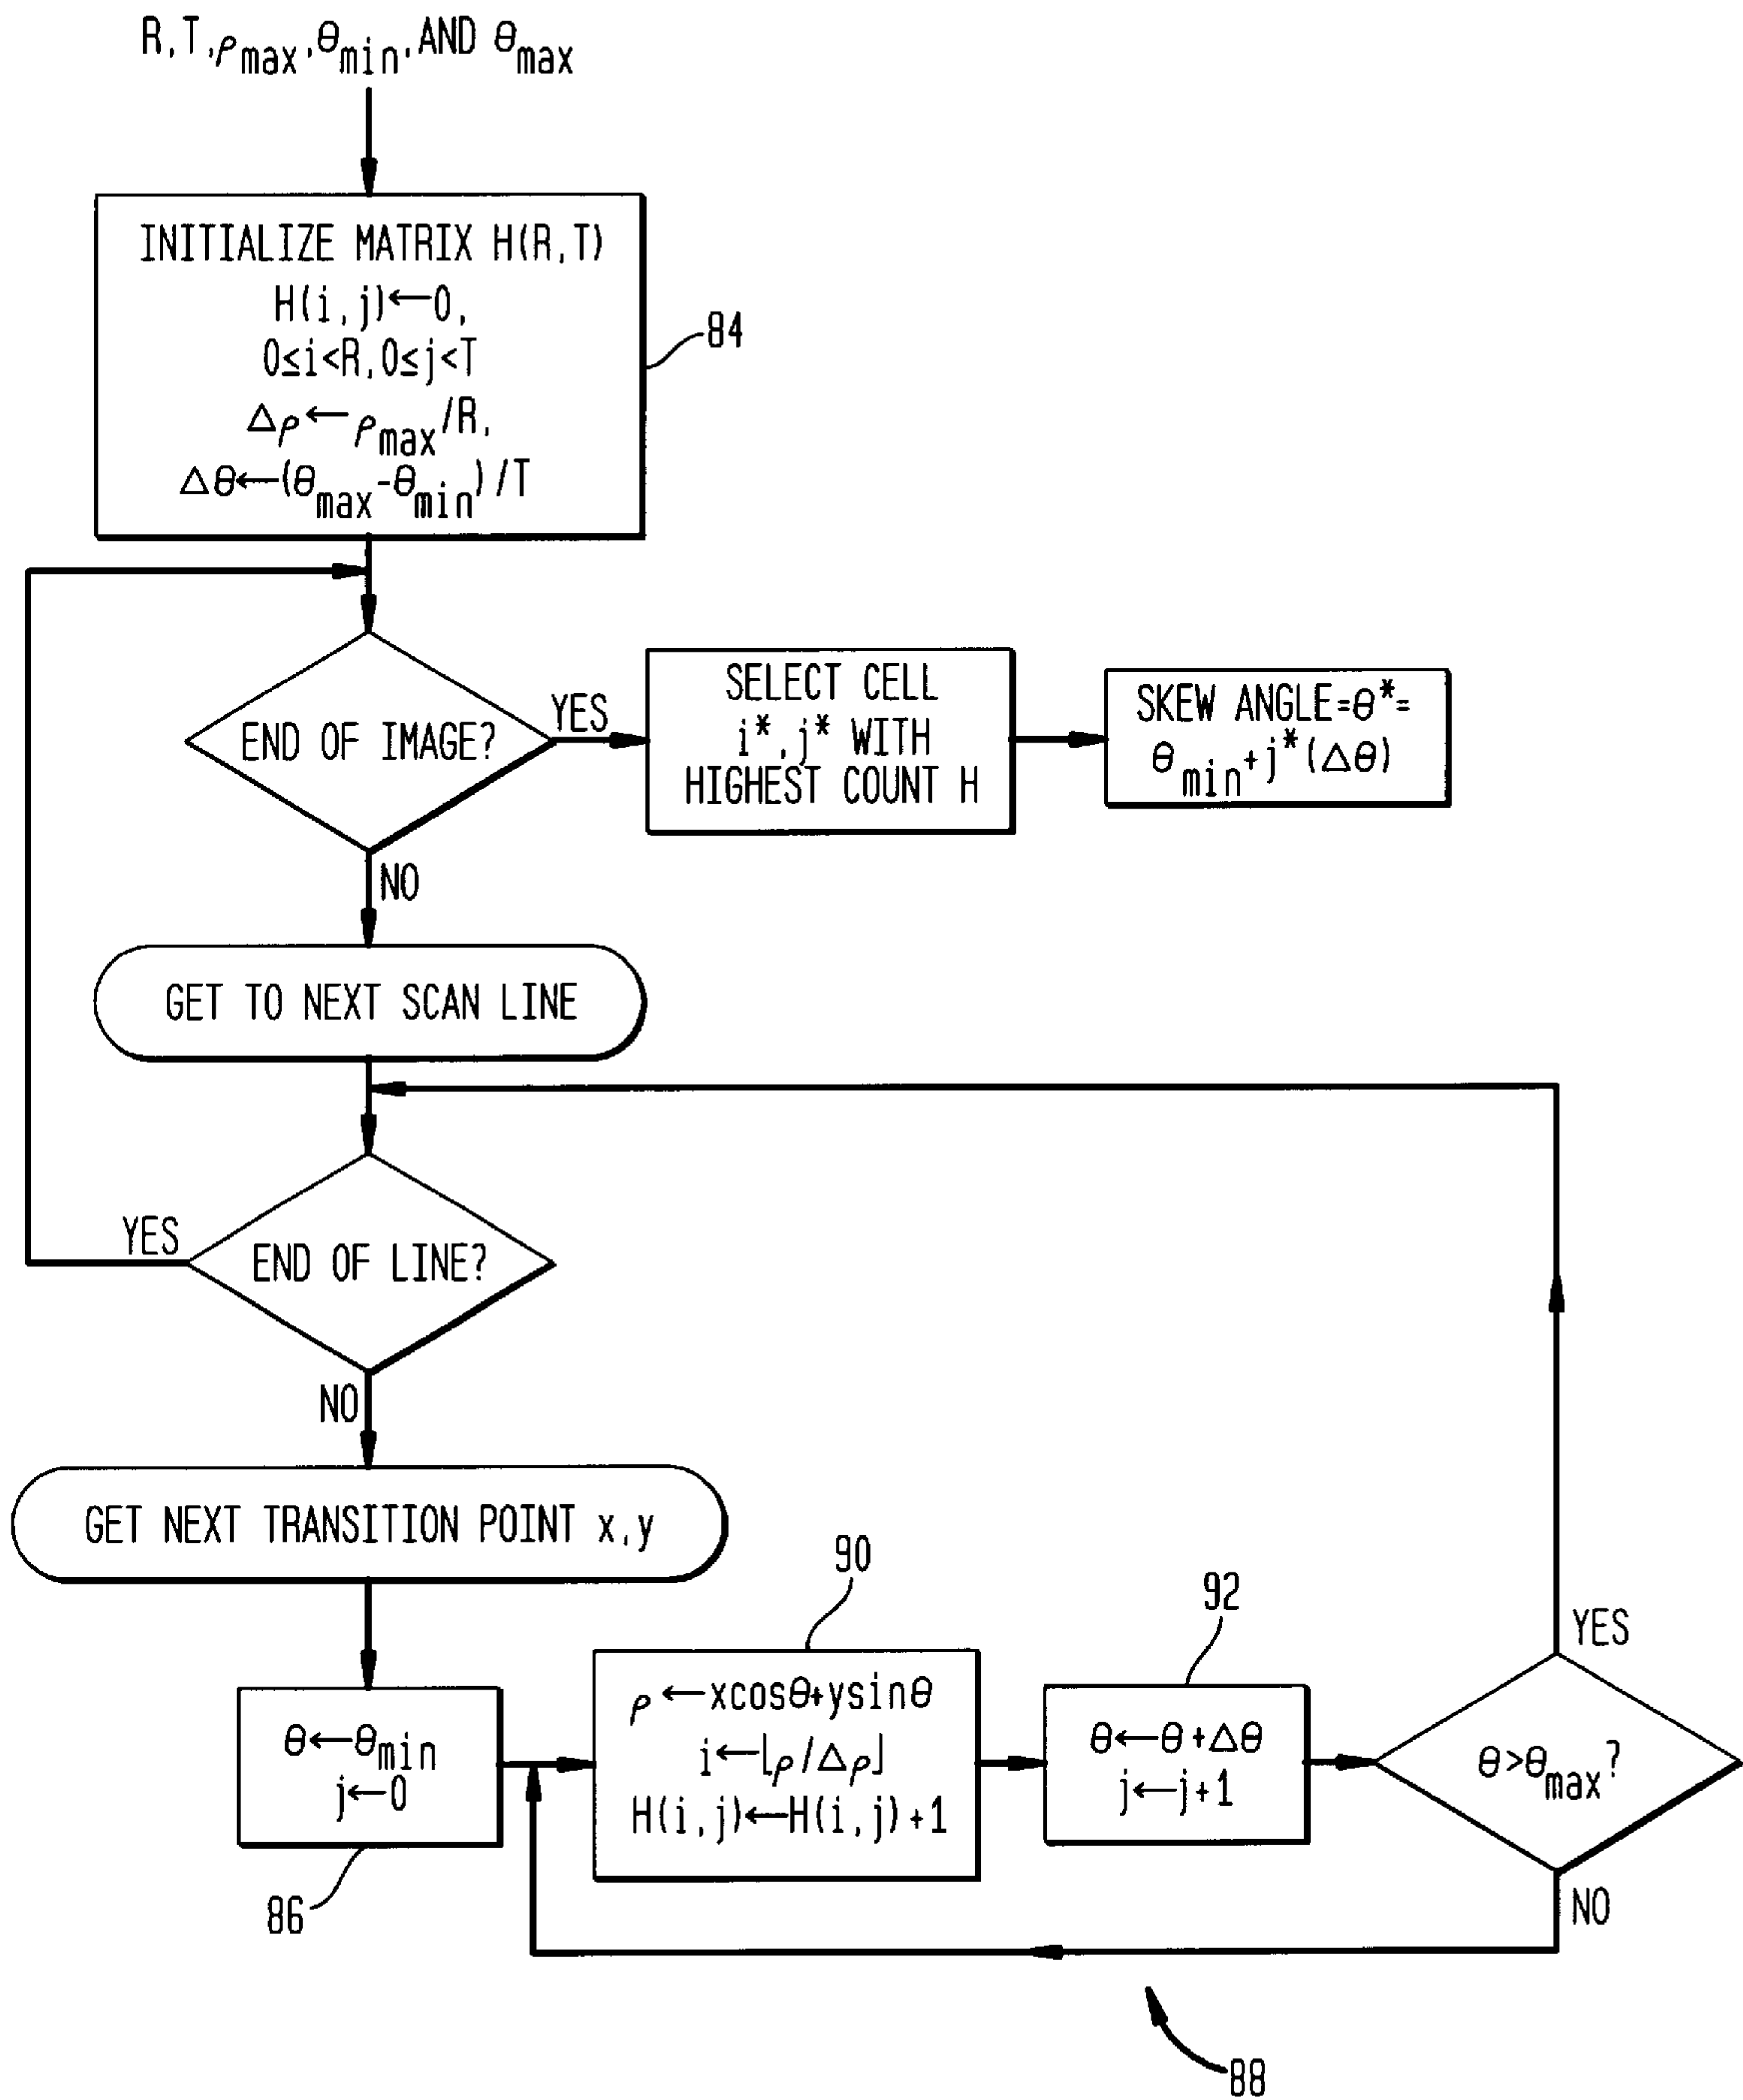 R,T,ρmax,θmin,AND θmax
INITIALIZE MATRIX H(R,T)
H(i,j)←0,
0≤i<R,0≤j<T
Δρ←ρmax/R,
Δθ←(θmax-θmin)/T
84
END OF IMAGE?
YES
SELECT CELL
i*,j* WITH
HIGHEST COUNT H
SKEW ANGLE=θ*=
θmin+j*(Δθ)
NO
GET TO NEXT SCAN LINE
YES
END OF LINE?
NO
GET NEXT TRANSITION POINT x,y
90
92
YES
θ←θmin
j←0
ρ←xcosθ+ysinθ
i←⌊ρ/Δρ⌋
H(i,j)←H(i,j)+1
θ←θ+Δθ
j←j+1
θ>θmax?
86
NO
88